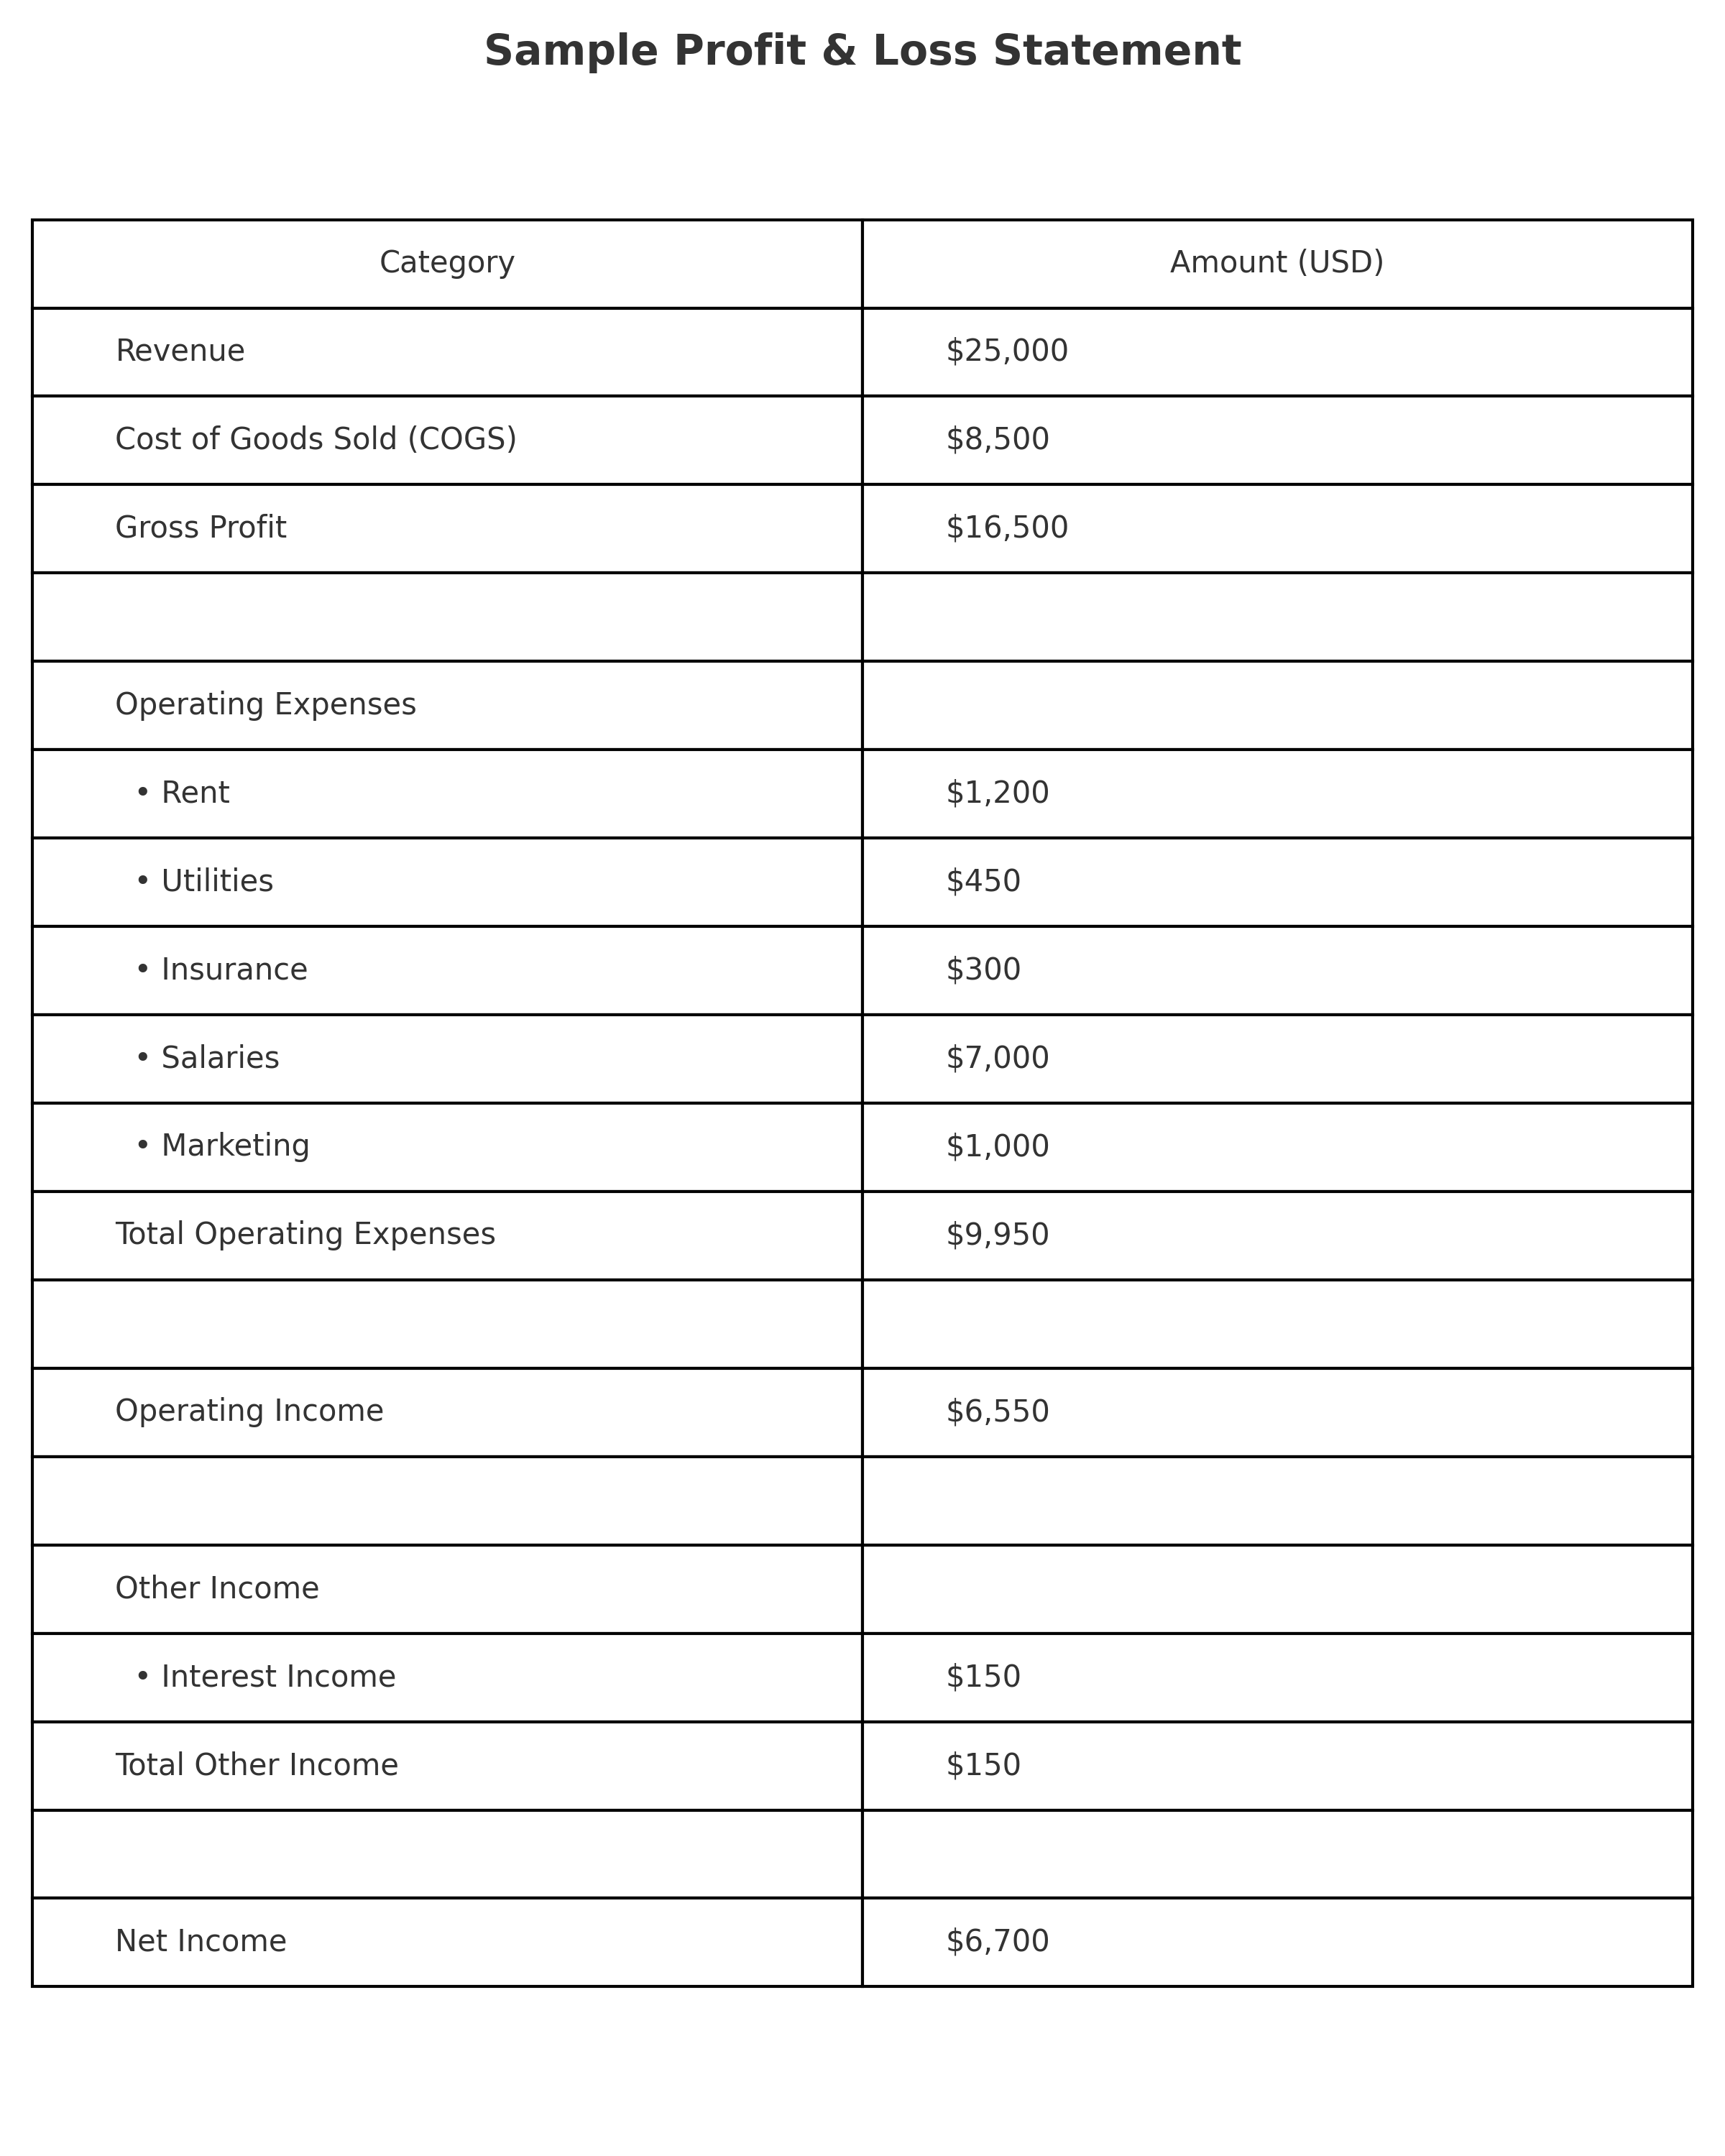 Sample Profit & Loss Statement
Category Amount (USD)
Revenue $25,000
Cost of Goods Sold (COGS) $8,500
Gross Profit $16,500
Operating Expenses
• Rent $1,200
• Utilities $450
• Insurance $300
• Salaries $7,000
• Marketing $1,000
Total Operating Expenses $9,950
Operating Income $6,550
Other Income
• Interest Income $150
Total Other Income $150
Net Income $6,700